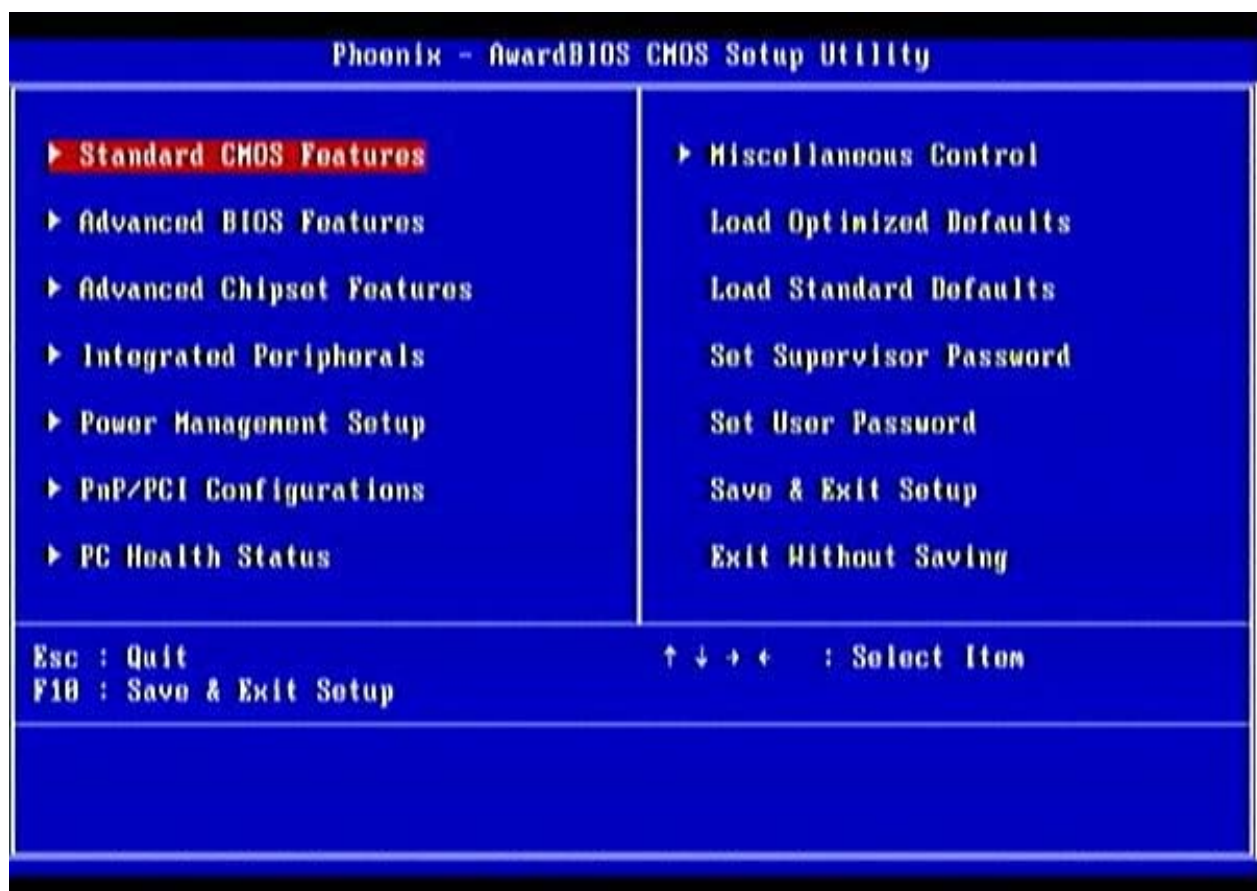 Phoenix - AwardBIOS CMOS Setup Utility
Standard CMOS Features
Advanced BIOS Features
Advanced Chipset Features
Integrated Peripherals
Power Management Setup
PnP/PCI Configurations
PC Health Status
Miscellaneous Control
Load Optimized Defaults
Load Standard Defaults
Set Supervisor Password
Set User Password
Save & Exit Setup
Exit Without Saving
Esc : Quit
F10 : Save & Exit Setup
↑ ↓ → ← : Select Item